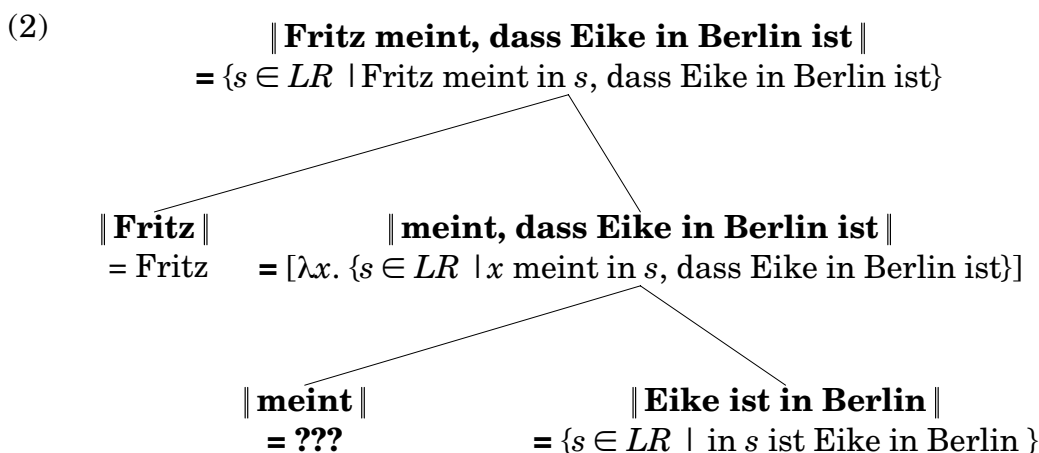 (2)
‖Fritz meint, dass Eike in Berlin ist‖
= {s ∈ LR | Fritz meint in s, dass Eike in Berlin ist}
‖Fritz‖ ‖meint, dass Eike in Berlin ist‖
= Fritz = [λx. {s ∈ LR | x meint in s, dass Eike in Berlin ist}]
‖meint‖ ‖Eike ist in Berlin‖
= ??? = {s ∈ LR | in s ist Eike in Berlin }